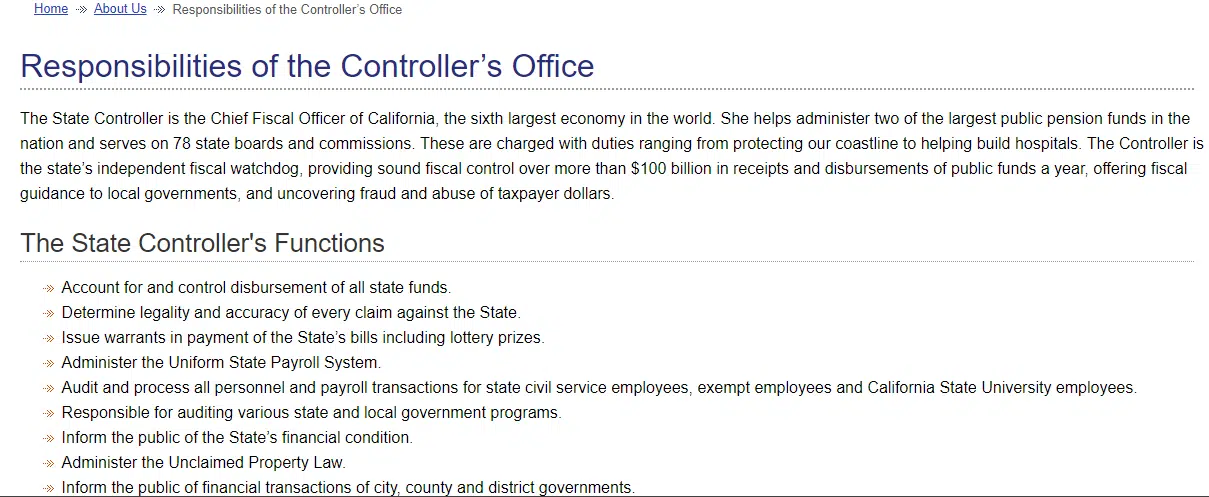 Home ·» About Us ·» Responsibilities of the Controller’s Office
Responsibilities of the Controller’s Office
The State Controller is the Chief Fiscal Officer of California, the sixth largest economy in the world. She helps administer two of the largest public pension funds in the
nation and serves on 78 state boards and commissions. These are charged with duties ranging from protecting our coastline to helping build hospitals. The Controller is
the state’s independent fiscal watchdog, providing sound fiscal control over more than $100 billion in receipts and disbursements of public funds a year, offering fiscal
guidance to local governments, and uncovering fraud and abuse of taxpayer dollars.
The State Controller's Functions
·» Account for and control disbursement of all state funds.
·» Determine legality and accuracy of every claim against the State.
·» Issue warrants in payment of the State’s bills including lottery prizes.
·» Administer the Uniform State Payroll System.
·» Audit and process all personnel and payroll transactions for state civil service employees, exempt employees and California State University employees.
·» Responsible for auditing various state and local government programs.
·» Inform the public of the State’s financial condition.
·» Administer the Unclaimed Property Law.
·» Inform the public of financial transactions of city, county and district governments.